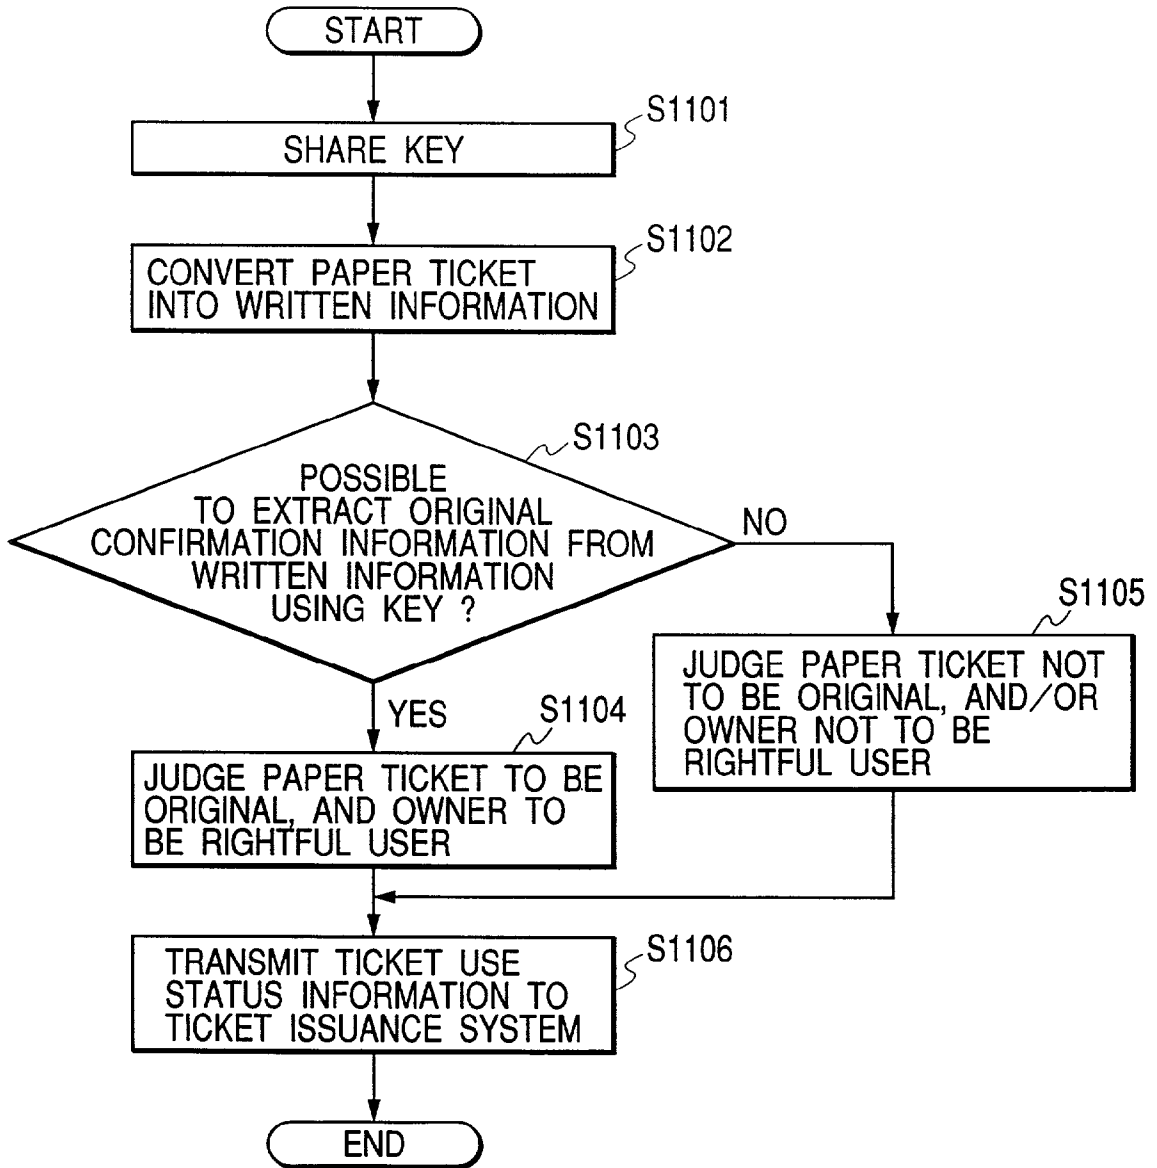 START
S1101
SHARE KEY
S1102
CONVERT PAPER TICKET
INTO WRITTEN INFORMATION
S1103
POSSIBLE
TO EXTRACT ORIGINAL
CONFIRMATION INFORMATION FROM
WRITTEN INFORMATION
USING KEY ?
NO
S1105
JUDGE PAPER TICKET NOT
TO BE ORIGINAL, AND/OR
OWNER NOT TO BE
RIGHTFUL USER
YES
S1104
JUDGE PAPER TICKET TO BE
ORIGINAL, AND OWNER TO
BE RIGHTFUL USER
S1106
TRANSMIT TICKET USE
STATUS INFORMATION TO
TICKET ISSUANCE SYSTEM
END